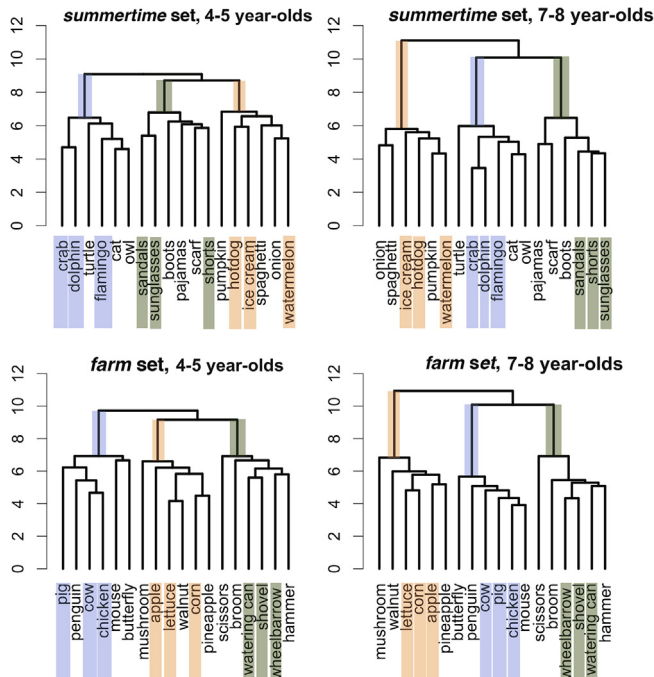 summertime set, 4-5 year-olds
12
10
8
6
4
2
0
crab
dolphin
turtle
flamingo
cat
owl
sandals
sunglasses
boots
pajamas
scarf
shorts
pumpkin
hotdog
ice cream
spaghetti
onion
watermelon
summertime set, 7-8 year-olds
12
10
8
6
4
2
0
onion
spaghetti
ice cream
hotdog
pumpkin
watermelon
turtle
crab
dolphin
flamingo
cat
owl
pajamas
scarf
boots
sandals
shorts
sunglasses
farm set, 4-5 year-olds
12
10
8
6
4
2
0
pig
penguin
cow
chicken
mouse
butterfly
mushroom
apple
lettuce
walnut
corn
pineapple
scissors
broom
watering can
shovel
wheelbarrow
hammer
farm set, 7-8 year-olds
12
10
8
6
4
2
0
mushroom
walnut
lettuce
corn
apple
pineapple
butterfly
penguin
cow
pig
chicken
mouse
scissors
broom
wheelbarrow
shovel
watering can
hammer